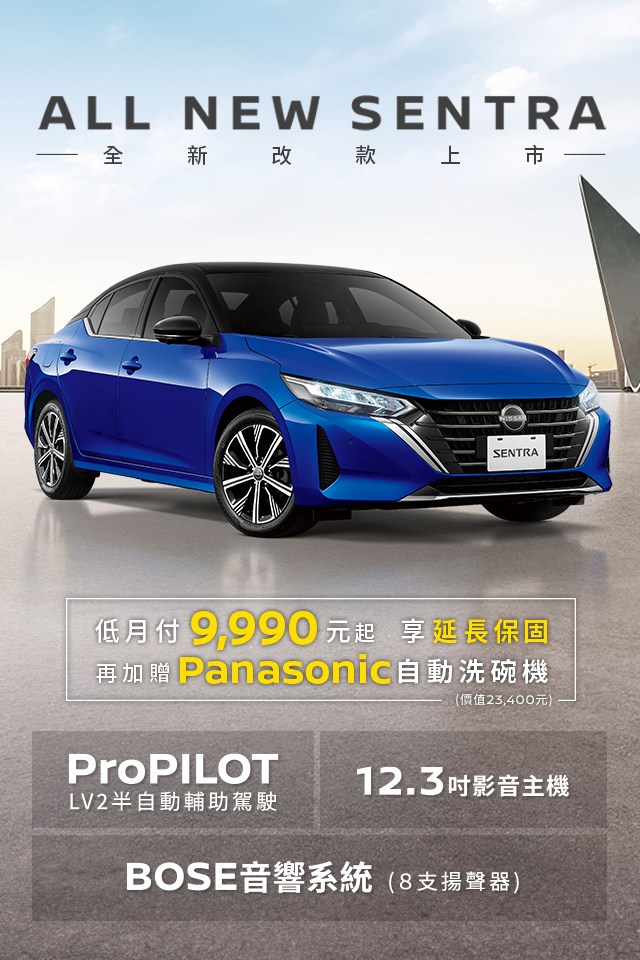 ALL NEW SENTRA
全新改款上市
NISSAN
SENTRA
低月付9,990元起 享延長保固
再加贈Panasonic自動洗碗機
(價值23,400元)
ProPILOT
LV2半自動輔助駕駛
12.3吋影音主機
BOSE音響系統 (8支揚聲器)